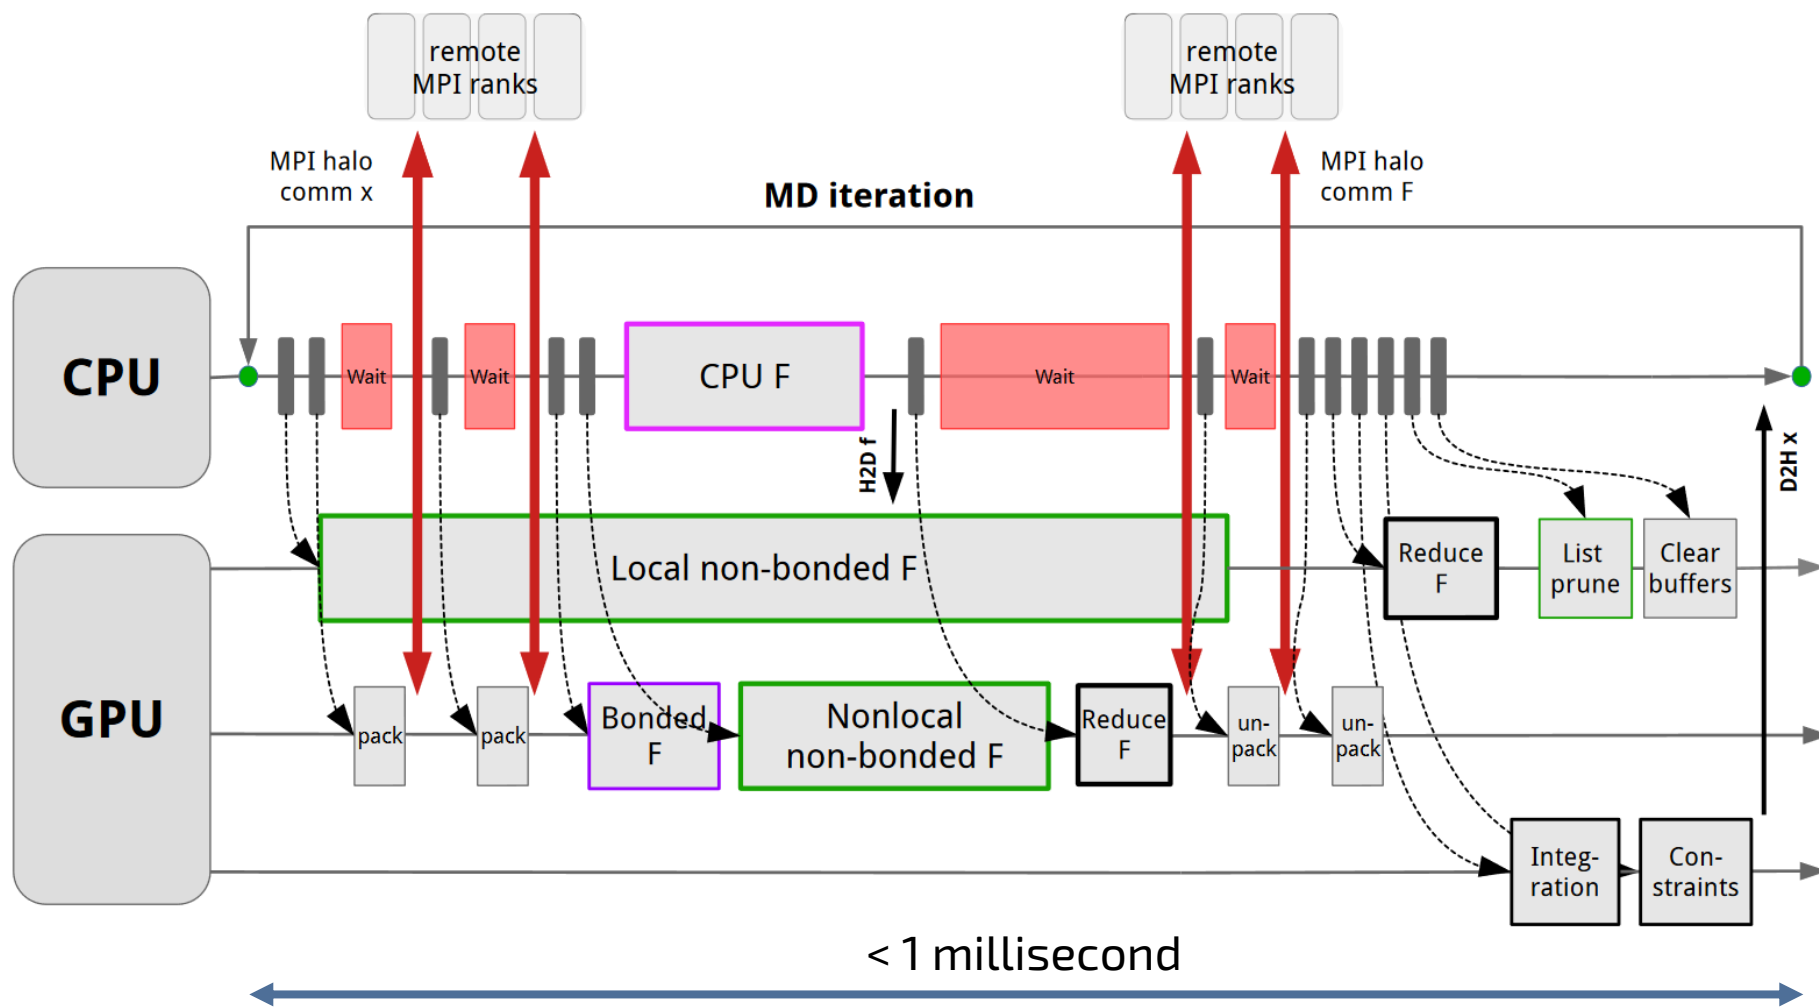 remote
MPI ranks
remote
MPI ranks
MPI halo
comm x
MPI halo
comm F
MD iteration
CPU
Wait
Wait
CPU F
Wait
Wait
H2D f
D2H x
GPU
Local non-bonded F
Reduce
F
List
prune
Clear
buffers
pack
pack
Bonded
F
Nonlocal
non-bonded F
Reduce
F
un-
pack
un-
pack
Integ-
ration
Con-
straints
< 1 millisecond